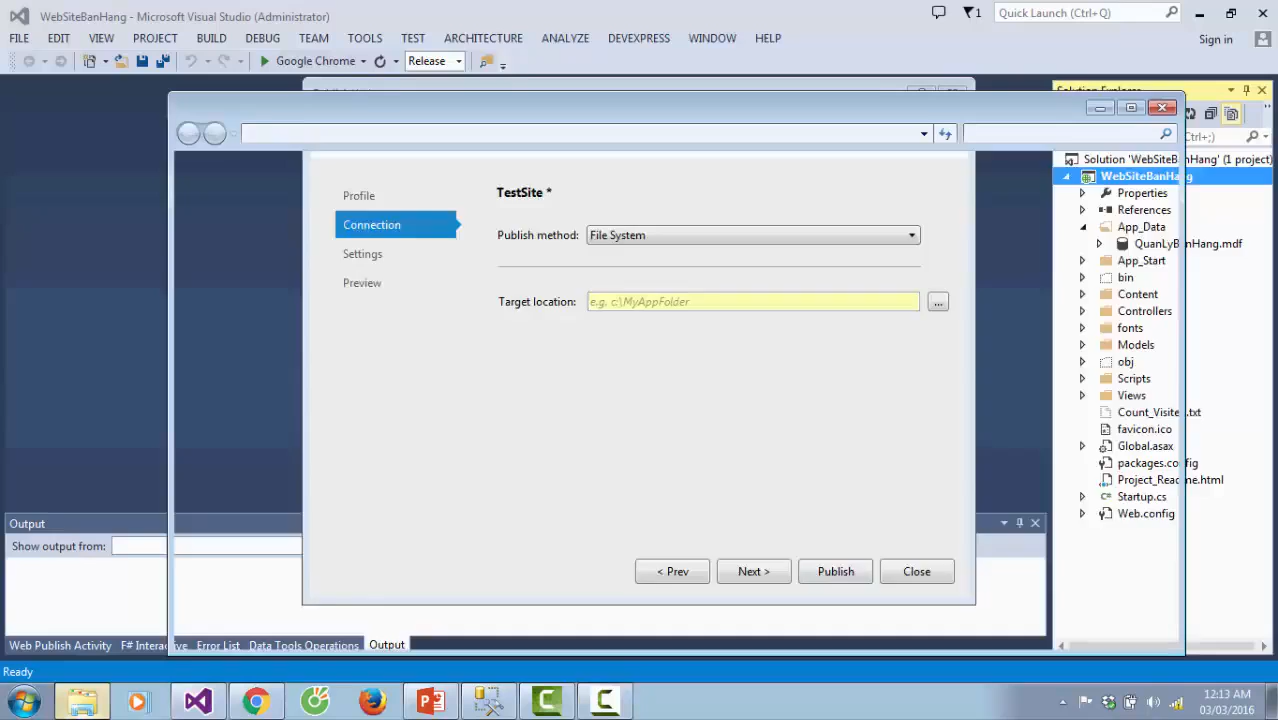 WebSiteBanHang - Microsoft Visual Studio (Administrator)
1
Quick Launch (Ctrl+Q)
FILE EDIT VIEW PROJECT BUILD DEBUG TEAM TOOLS TEST ARCHITECTURE ANALYZE DEVEXPRESS WINDOW HELP
Sign in
Google Chrome
Release
Solution Explorer
Ctrl+;)
Solution 'WebSiteBanHang' (1 project)
WebSiteBanHang
Properties
References
App_Data
QuanLyBanHang.mdf
App_Start
bin
Content
Controllers
fonts
Models
obj
Scripts
Views
Count_Visited.txt
favicon.ico
Global.asax
packages.config
Project_Readme.html
Startup.cs
Web.config
Profile
Connection
Settings
Preview
TestSite *
Publish method: File System
Target location: e.g. c:\MyAppFolder
...
< Prev
Next >
Publish
Close
Output
Show output from:
Web Publish Activity F# Interactive Error List Data Tools Operations Output
Ready
12:13 AM
03/03/2016